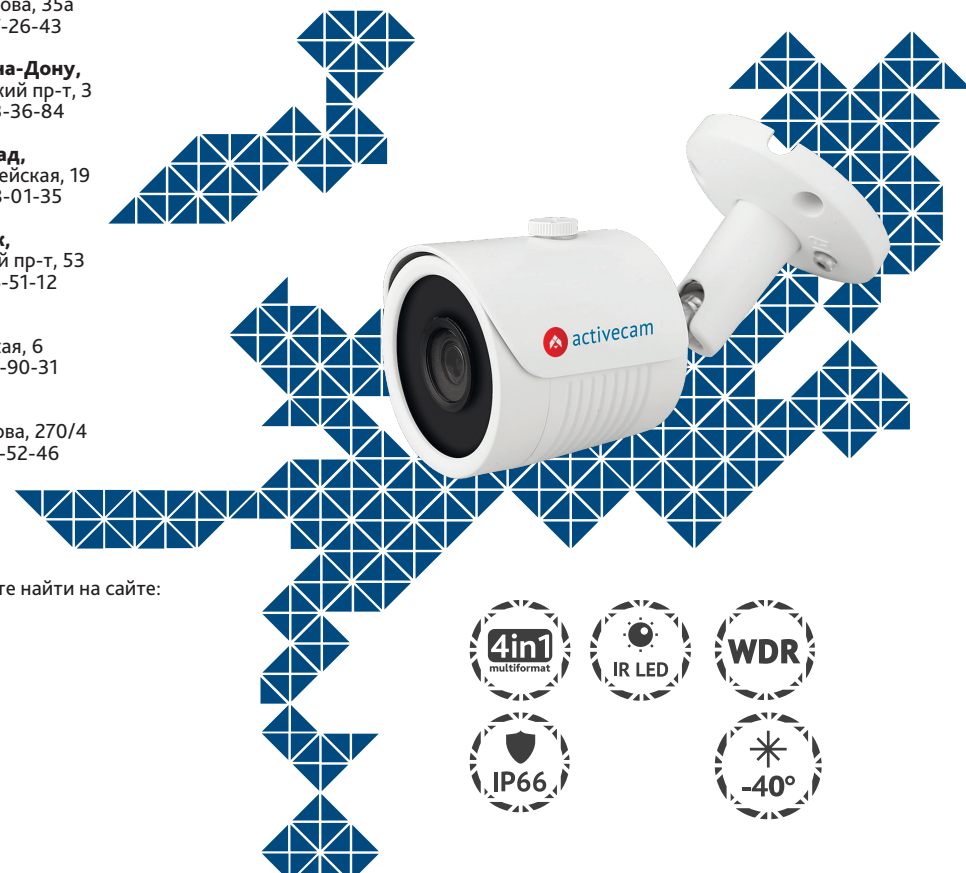 ова, 35а
-26-43
на-Дону,
кий пр-т, 3
-36-84
ад,
ейская, 19
-01-35
й пр-т, 53
-51-12
ая, 6
-90-31
ова, 270/4
-52-46
те найти на сайте:
activecam
4in1
multiformat
IR LED
WDR
IP66
-40°